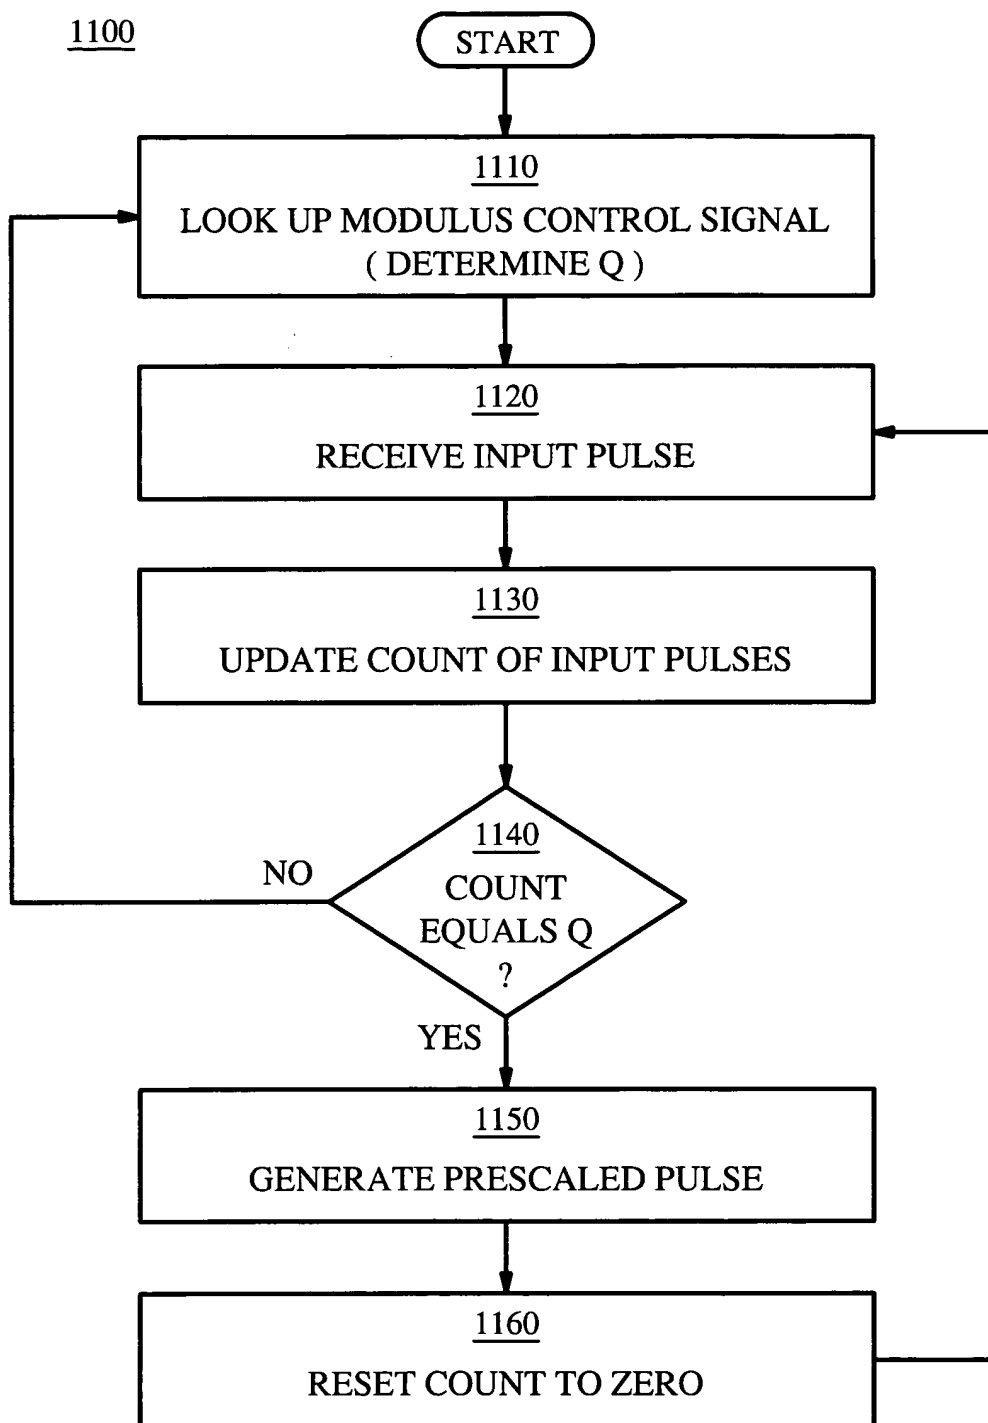 1100
START
1110
LOOK UP MODULUS CONTROL SIGNAL
( DETERMINE Q )
1120
RECEIVE INPUT PULSE
1130
UPDATE COUNT OF INPUT PULSES
1140
COUNT
EQUALS Q
?
NO
YES
1150
GENERATE PRESCALED PULSE
1160
RESET COUNT TO ZERO